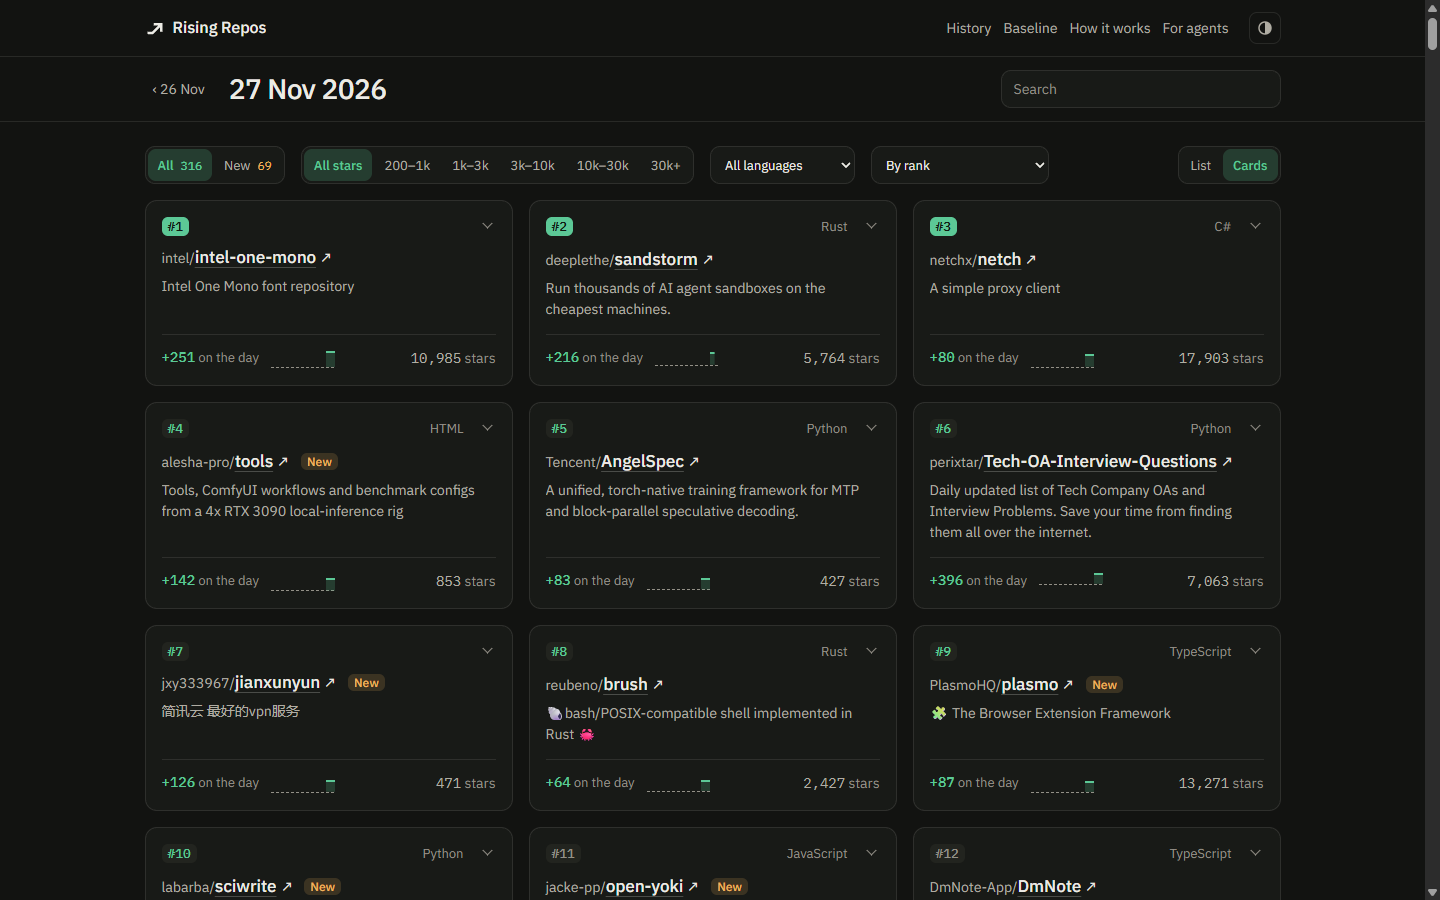 Rising Repos
History Baseline How it works For agents
‹ 26 Nov 27 Nov 2026 Search
All 316 New 69 All stars 200–1k 1k–3k 3k–10k 10k–30k 30k+ All languages By rank List Cards
#1
intel/intel-one-mono ↗
Intel One Mono font repository
+251 on the day 10,985 stars
#2 Rust
deeplethe/sandstorm ↗
Run thousands of AI agent sandboxes on the
cheapest machines.
+216 on the day 5,764 stars
#3 C#
netchx/netch ↗
A simple proxy client
+80 on the day 17,903 stars
#4 HTML
alesha-pro/tools ↗ New
Tools, ComfyUI workflows and benchmark configs
from a 4x RTX 3090 local-inference rig
+142 on the day 853 stars
#5 Python
Tencent/AngelSpec ↗
A unified, torch-native training framework for MTP
and block-parallel speculative decoding.
+83 on the day 427 stars
#6 Python
perixtar/Tech-OA-Interview-Questions ↗
Daily updated list of Tech Company OAs and
Interview Problems. Save your time from finding
them all over the internet.
+396 on the day 7,063 stars
#7
jxy333967/jianxunyun ↗ New
简讯云 最好的vpn服务
+126 on the day 471 stars
#8 Rust
reubeno/brush ↗
🐚 bash/POSIX-compatible shell implemented in
Rust 🦀
+64 on the day 2,427 stars
#9 TypeScript
PlasmoHQ/plasmo ↗ New
🧩 The Browser Extension Framework
+87 on the day 13,271 stars
#10 Python
labarba/sciwrite ↗ New
#11 JavaScript
jacke-pp/open-yoki ↗ New
#12 TypeScript
DmNote-App/DmNote ↗